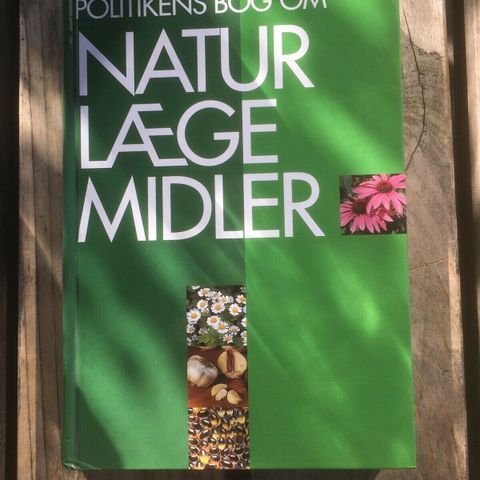 POLITIKENS BOG OM
NATUR
LÆGE
MIDLER